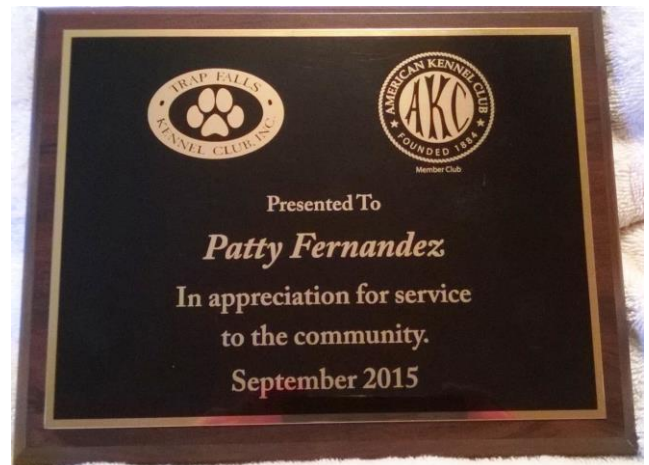 TRAP FALLS
KENNEL CLUB, INC.
AMERICAN KENNEL CLUB
AKC
FOUNDED 1884
Member Club
Presented To
Patty Fernandez
In appreciation for service
to the community.
September 2015